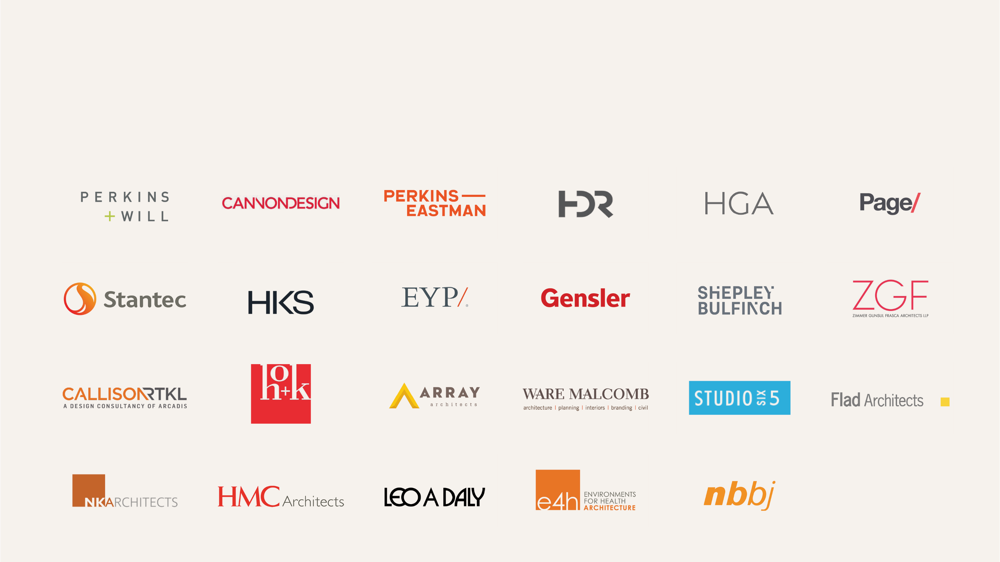 PERKINS
+ WILL
CANNONDESIGN
PERKINS—
EASTMAN
HDR
HGA
Page/
Stantec
HKS
EYP/®
Gensler
SHEPLEY
BULFINCH
ZGF
ZIMMER GUNSUL FRASCA ARCHITECTS LLP
CALLISONRTKL
A DESIGN CONSULTANCY OF ARCADIS
ho+k
ARRAY
architects
WARE MALCOMB
architecture | planning | interiors | branding | civil
STUDIO SIX 5
Flad Architects
NKARCHITECTS
HMC Architects
LEO A DALY
e4h
ENVIRONMENTS
FOR HEALTH
ARCHITECTURE
nbbj